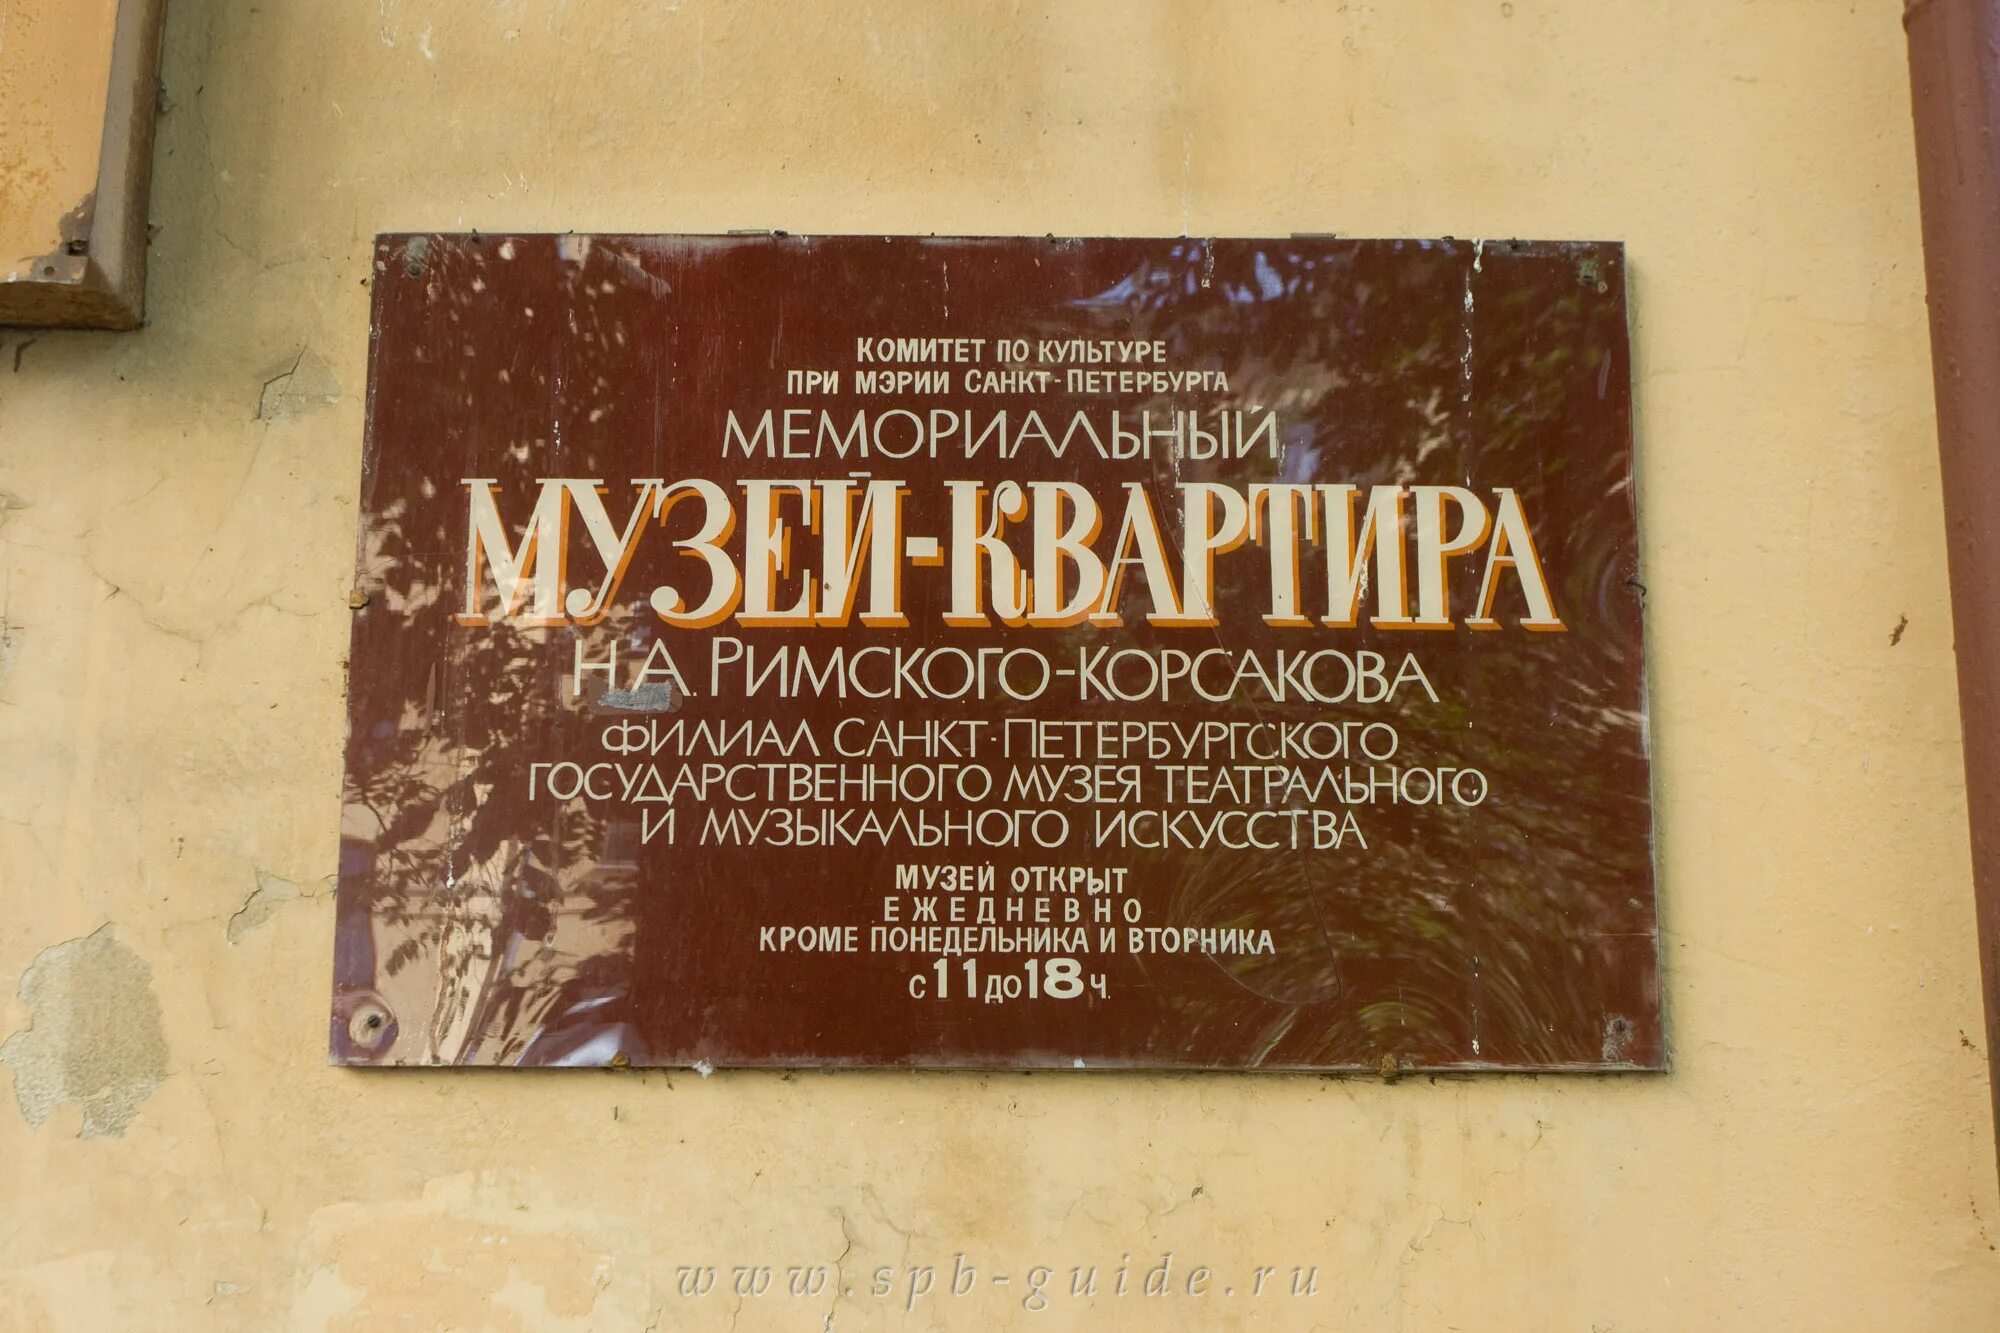 КОМИТЕТ ПО КУЛЬТУРЕ
ПРИ МЭРИИ САНКТ-ПЕТЕРБУРГА
МЕМОРИАЛЬНЫЙ
МУЗЕЙ-КВАРТИРА
Н.А. РИМСКОГО-КОРСАКОВА
ФИЛИАЛ САНКТ-ПЕТЕРБУРГСКОГО
ГОСУДАРСТВЕННОГО МУЗЕЯ ТЕАТРАЛЬНОГО
И МУЗЫКАЛЬНОГО ИСКУССТВА
МУЗЕЙ ОТКРЫТ
ЕЖЕДНЕВНО
КРОМЕ ПОНЕДЕЛЬНИКА И ВТОРНИКА
С 11 ДО 18 Ч.
www.spb-guide.ru